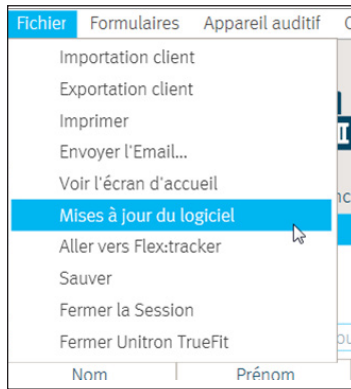 Fichier Formulaires Appareil auditif
Importation client
Exportation client
Imprimer
Envoyer l'Email...
Voir l'écran d'accueil
Mises à jour du logiciel
Aller vers Flex:tracker
Sauver
Fermer la Session
Fermer Unitron TrueFit
Nom Prénom